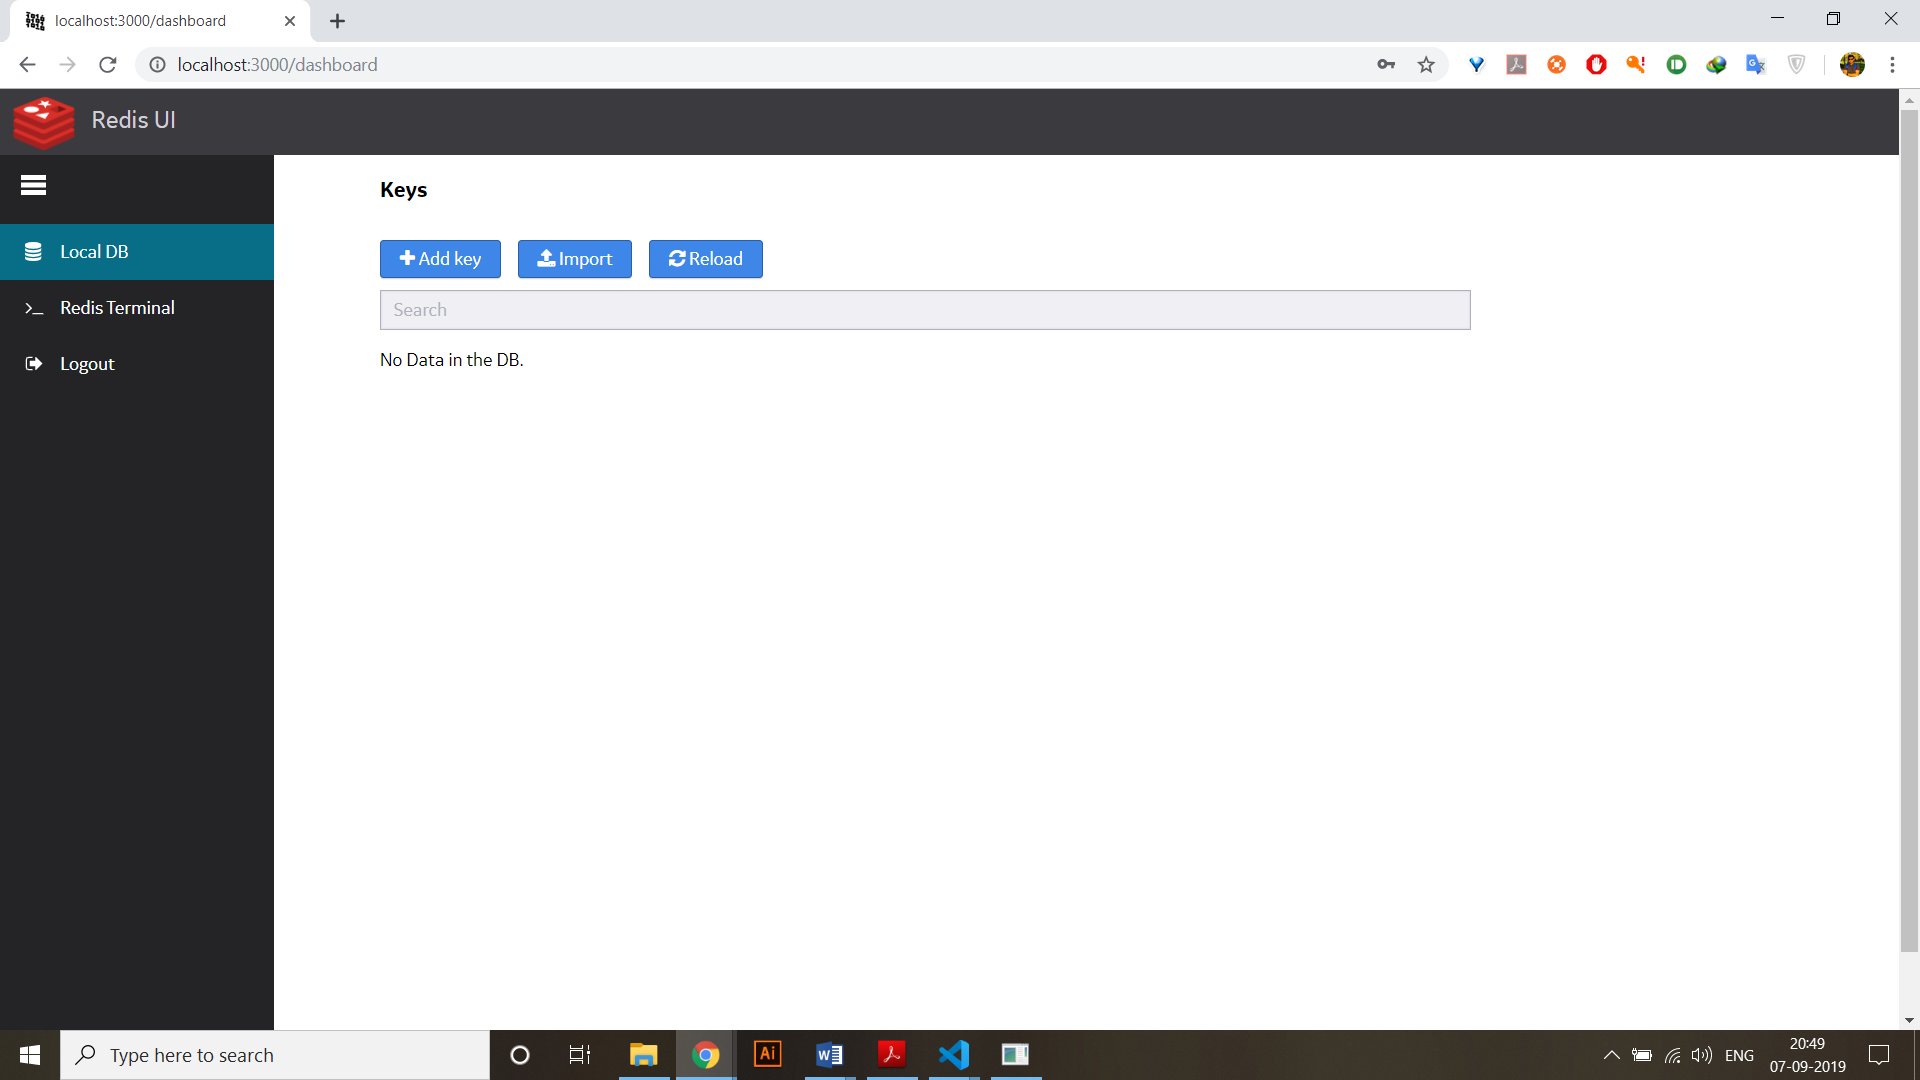 localhost:3000/dashboard
localhost:3000/dashboard
Redis UI
Keys
Add key
Import
Reload
Search
No Data in the DB.
Local DB
Redis Terminal
Logout
Type here to search
Ai
ENG
20:49
07-09-2019